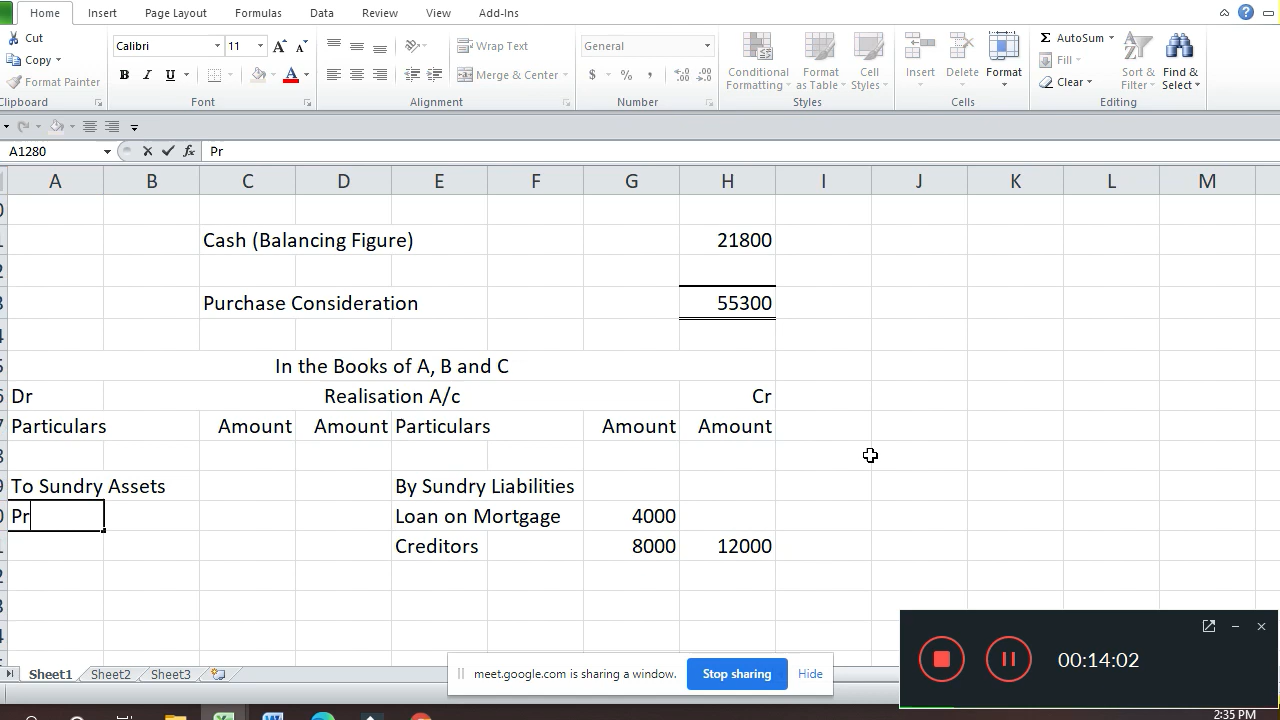 Home Insert Page Layout Formulas Data Review View Add-Ins
Cut
Copy
Format Painter
Clipboard
Calibri 11
B I U A
Font
Wrap Text
Merge & Center
Alignment
General
$ % ,
Number
Conditional Formatting
Format as Table
Cell Styles
Styles
Insert Delete Format
Cells
AutoSum
Fill
Clear
Sort & Filter
Find & Select
Editing
A1280 fx Pr
A B C D E F G H I J K L M
Cash (Balancing Figure) 21800
Purchase Consideration 55300
In the Books of A, B and C
Dr Realisation A/c Cr
Particulars Amount Amount Particulars Amount Amount
To Sundry Assets By Sundry Liabilities
Pr Loan on Mortgage 4000
Creditors 8000 12000
00:14:02
Sheet1 Sheet2 Sheet3
meet.google.com is sharing a window. Stop sharing Hide
2:35 PM